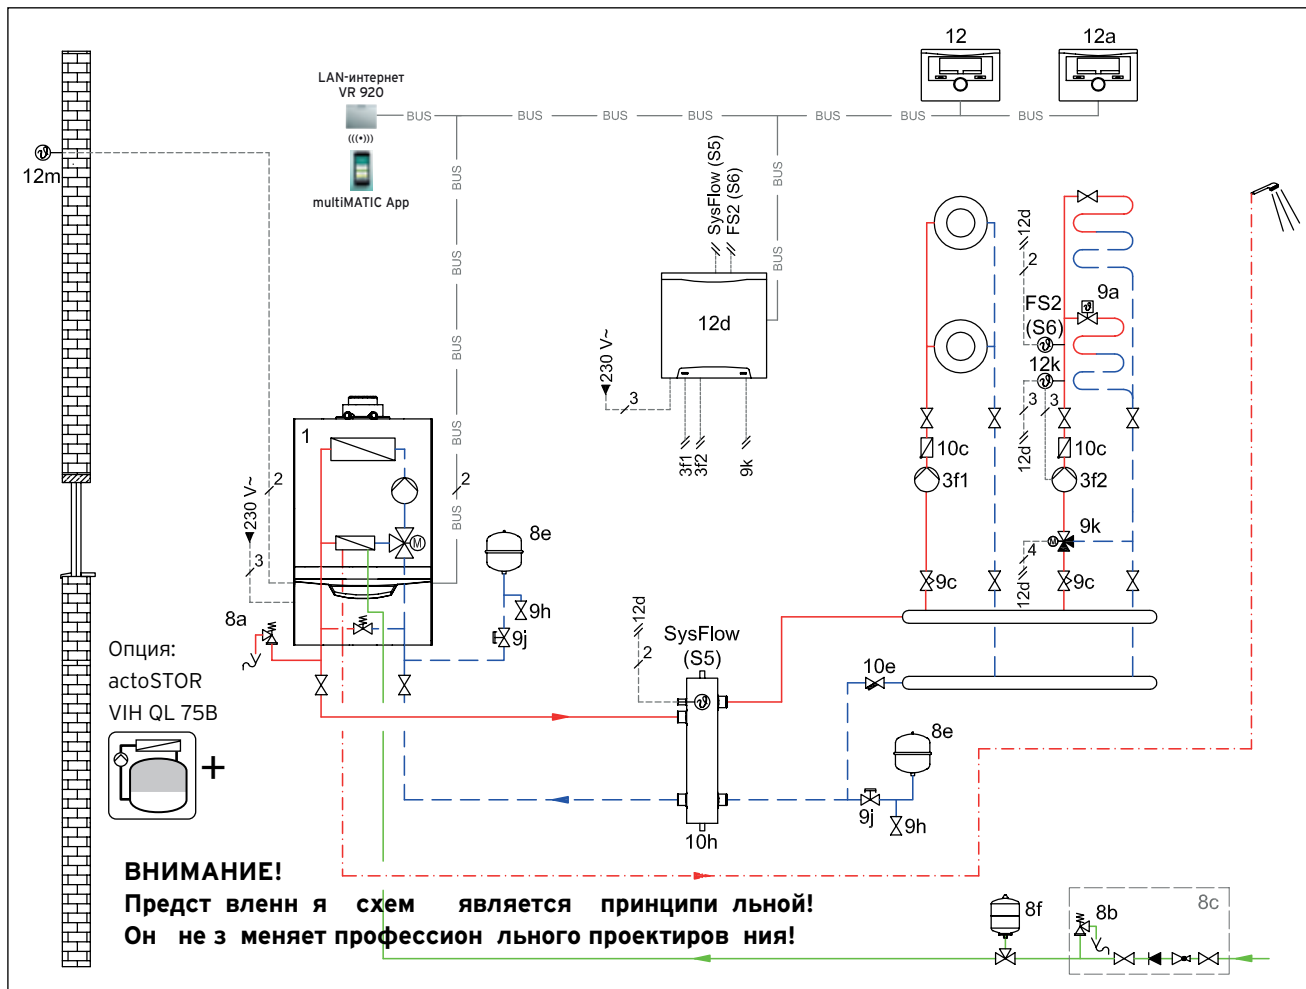 12
12a
LAN-интернет
VR 920
BUS
BUS
BUS
BUS
BUS
BUS
BUS
(((•)))
multiMATIC App
12m
BUS
BUS
BUS
BUS
SysFlow (S5)
FS2 (S6)
12d
230 V~
3
3f1
3f2
9k
12d
2
FS2
(S6)
9a
12k
3
3
12d
10c
10c
3f1
3f2
9k
M
4
12d
9c
9c
1
2
2
230 V~
3
M
8e
9h
9j
8a
Опция:
actoSTOR
VIH QL 75B
+
12d
2
SysFlow
(S5)
10e
8e
9j
9h
10h
ВНИМАНИЕ!
Предст вленн я схем является принципи льной!
Он не з меняет профессион льного проектиров ния!
8f
8b
8c